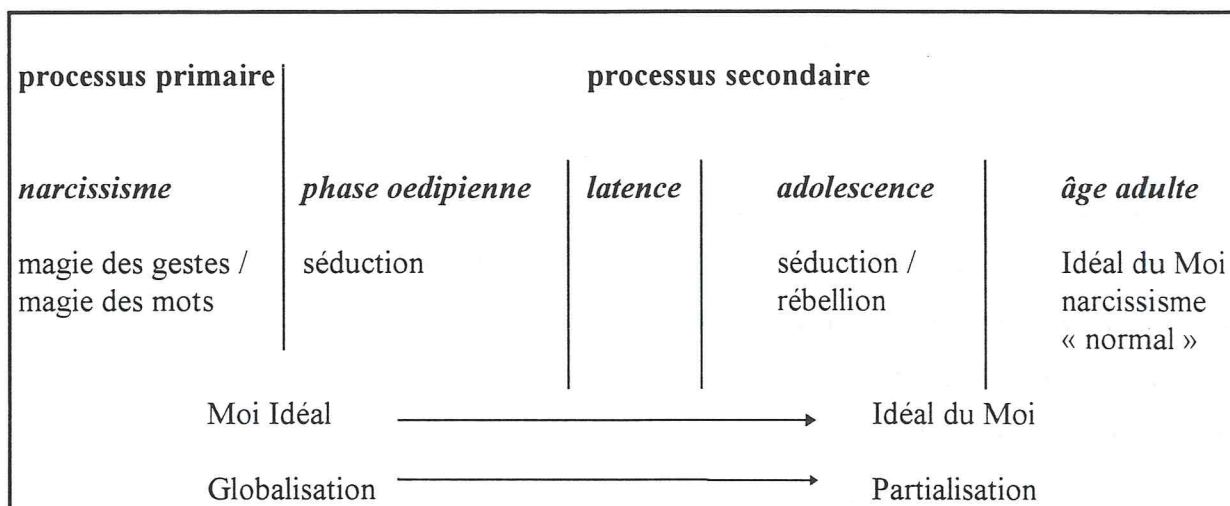 processus primaire processus secondaire
narcissisme phase oedipienne latence adolescence âge adulte
magie des gestes / séduction séduction / Idéal du Moi
magie des mots rébellion narcissisme
« normal »
Moi Idéal Idéal du Moi
Globalisation Partialisation